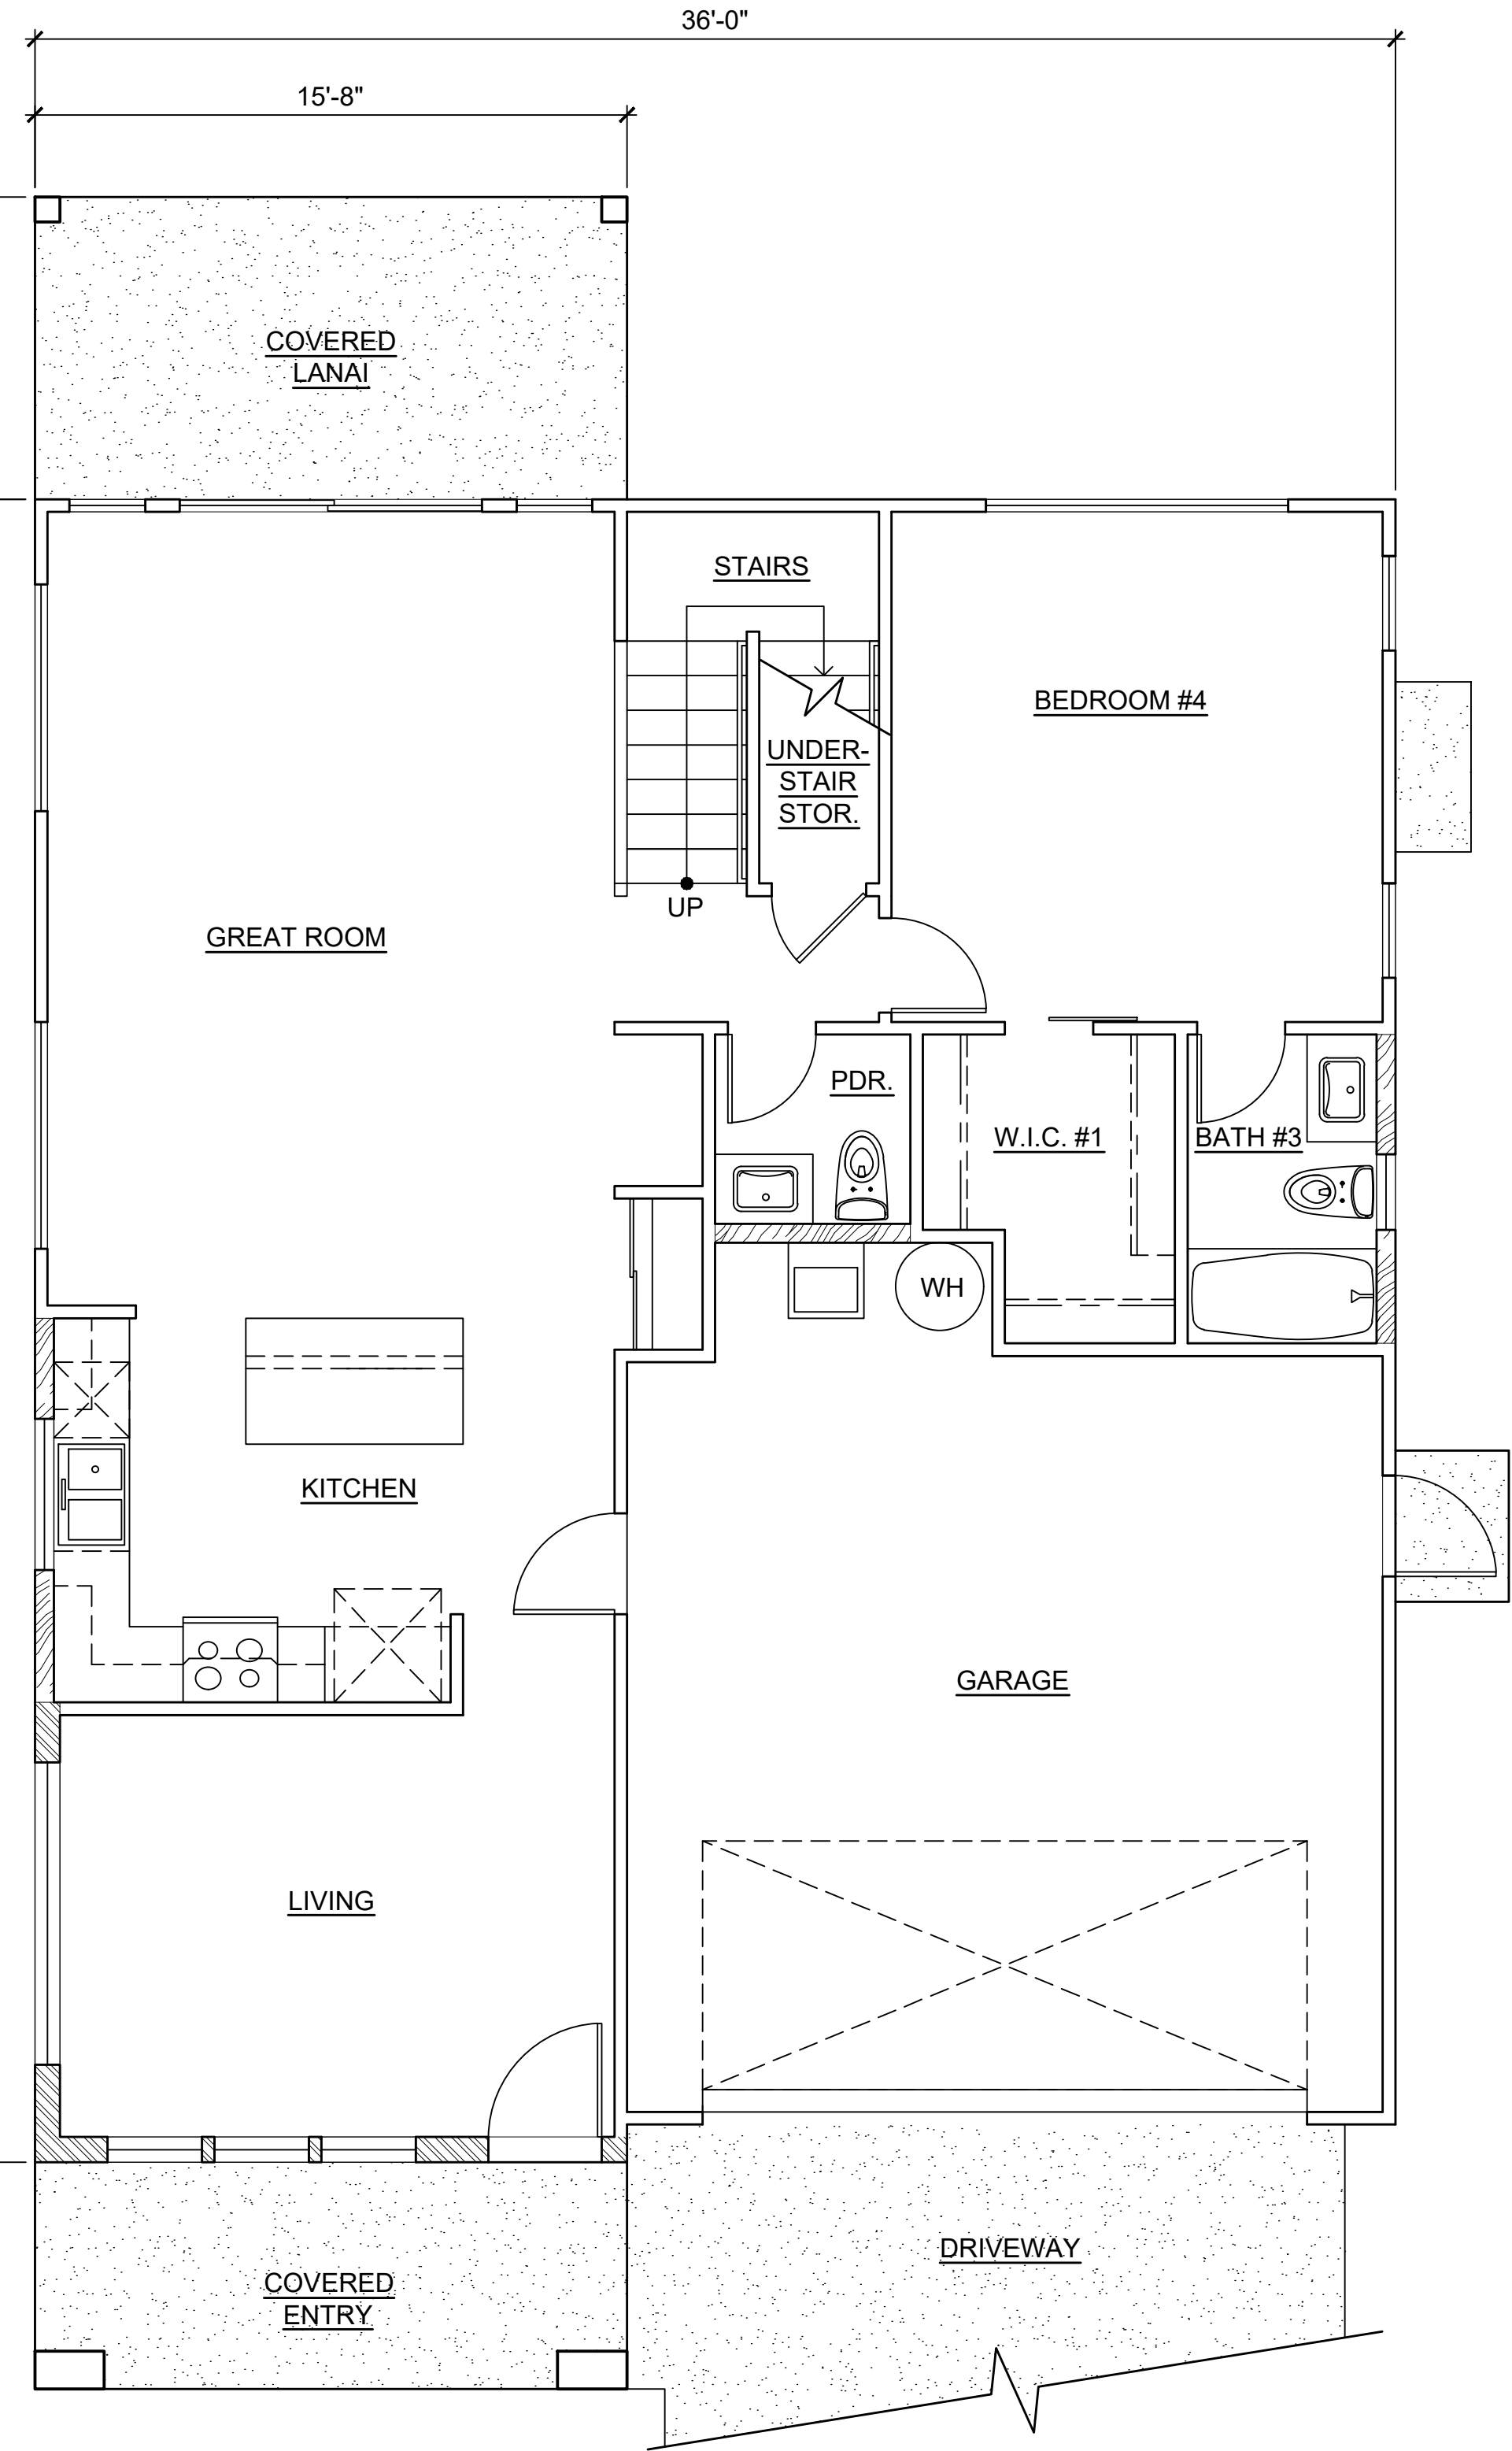 36'-0"
15'-8"
COVERED
LANAI
STAIRS
BEDROOM #4
UNDER-
STAIR
STOR.
UP
GREAT ROOM
PDR.
W.I.C. #1
BATH #3
WH
KITCHEN
GARAGE
LIVING
DRIVEWAY
COVERED
ENTRY